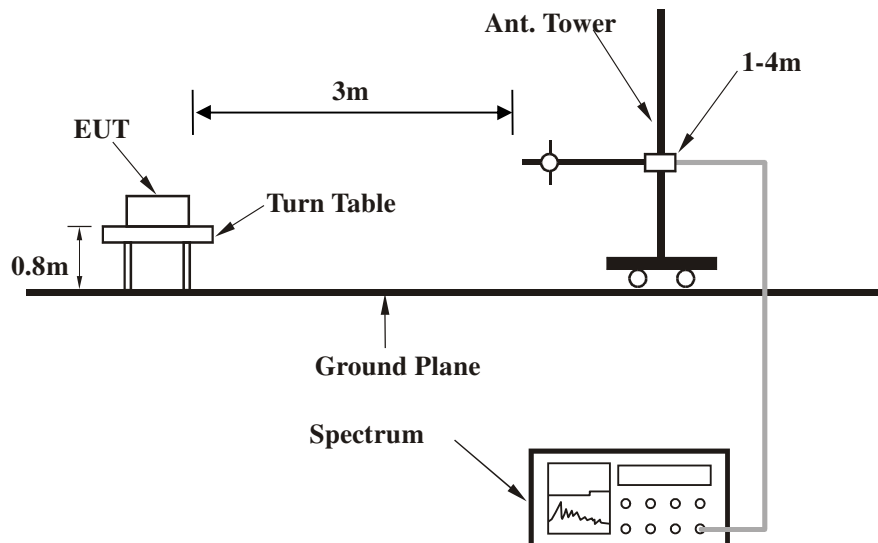 Ant. Tower
1-4m
3m
EUT
Turn Table
0.8m
Ground Plane
Spectrum